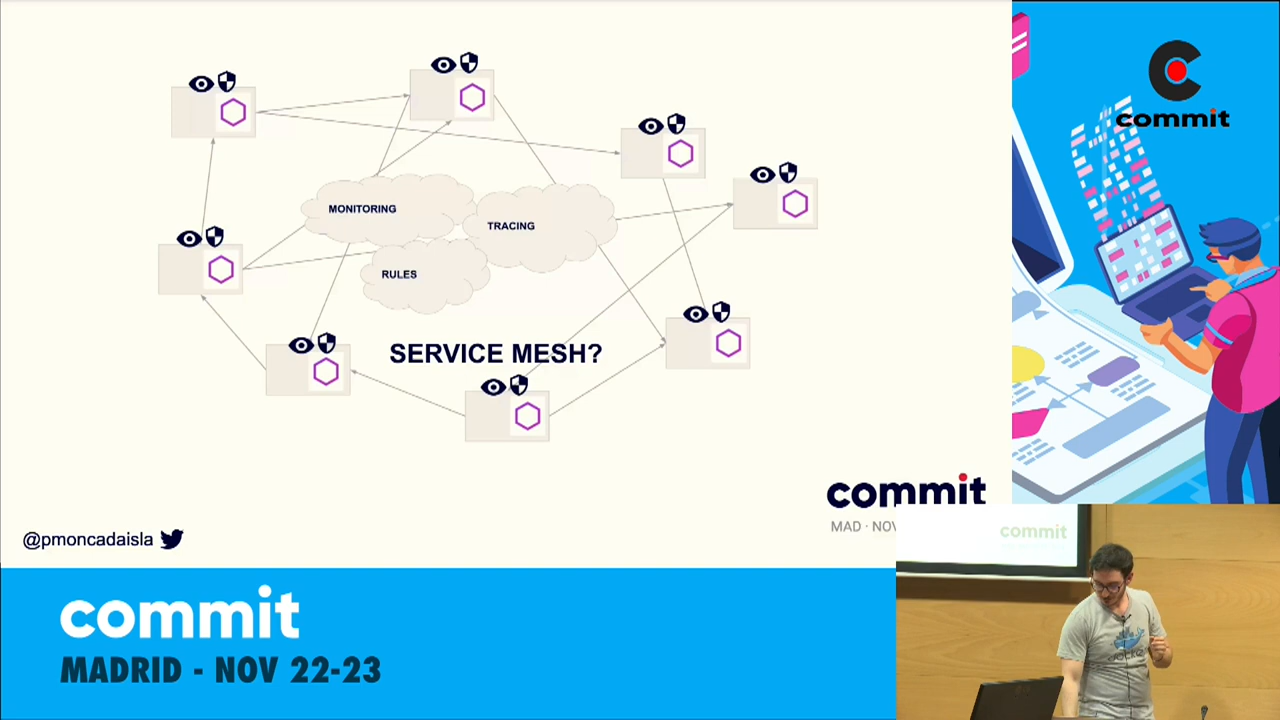 MONITORING
TRACING
RULES
SERVICE MESH?
commit
MAD · NOV
@pmoncadaisla
commit
commit
MADRID - NOV 22-23
commit